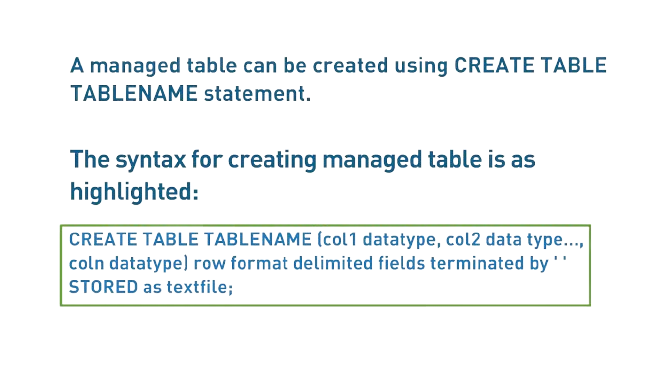 A managed table can be created using CREATE TABLE
TABLENAME statement.
The syntax for creating managed table is as
highlighted:
CREATE TABLE TABLENAME (col1 datatype, col2 data type...,
coln datatype) row format delimited fields terminated by ' '
STORED as textfile;